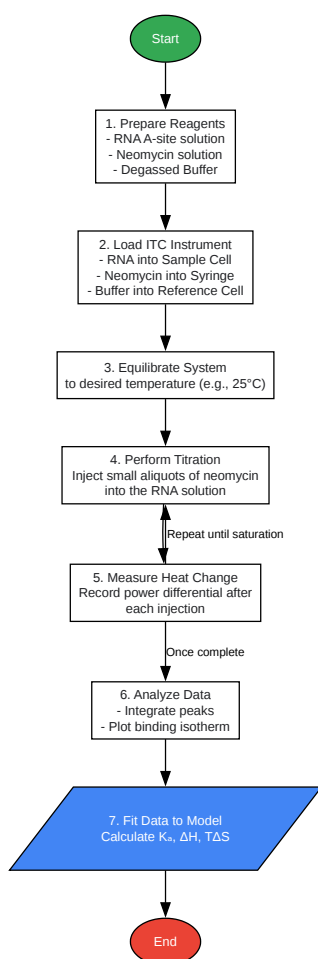 Start
1. Prepare Reagents
- RNA A-site solution
- Neomycin solution
- Degassed Buffer
2. Load ITC Instrument
- RNA into Sample Cell
- Neomycin into Syringe
- Buffer into Reference Cell
3. Equilibrate System
to desired temperature (e.g., 25°C)
4. Perform Titration
Inject small aliquots of neomycin
into the RNA solution
Repeat until saturation
5. Measure Heat Change
Record power differential after
each injection
Once complete
6. Analyze Data
- Integrate peaks
- Plot binding isotherm
7. Fit Data to Model
Calculate Kₐ, ΔH, TΔS
End